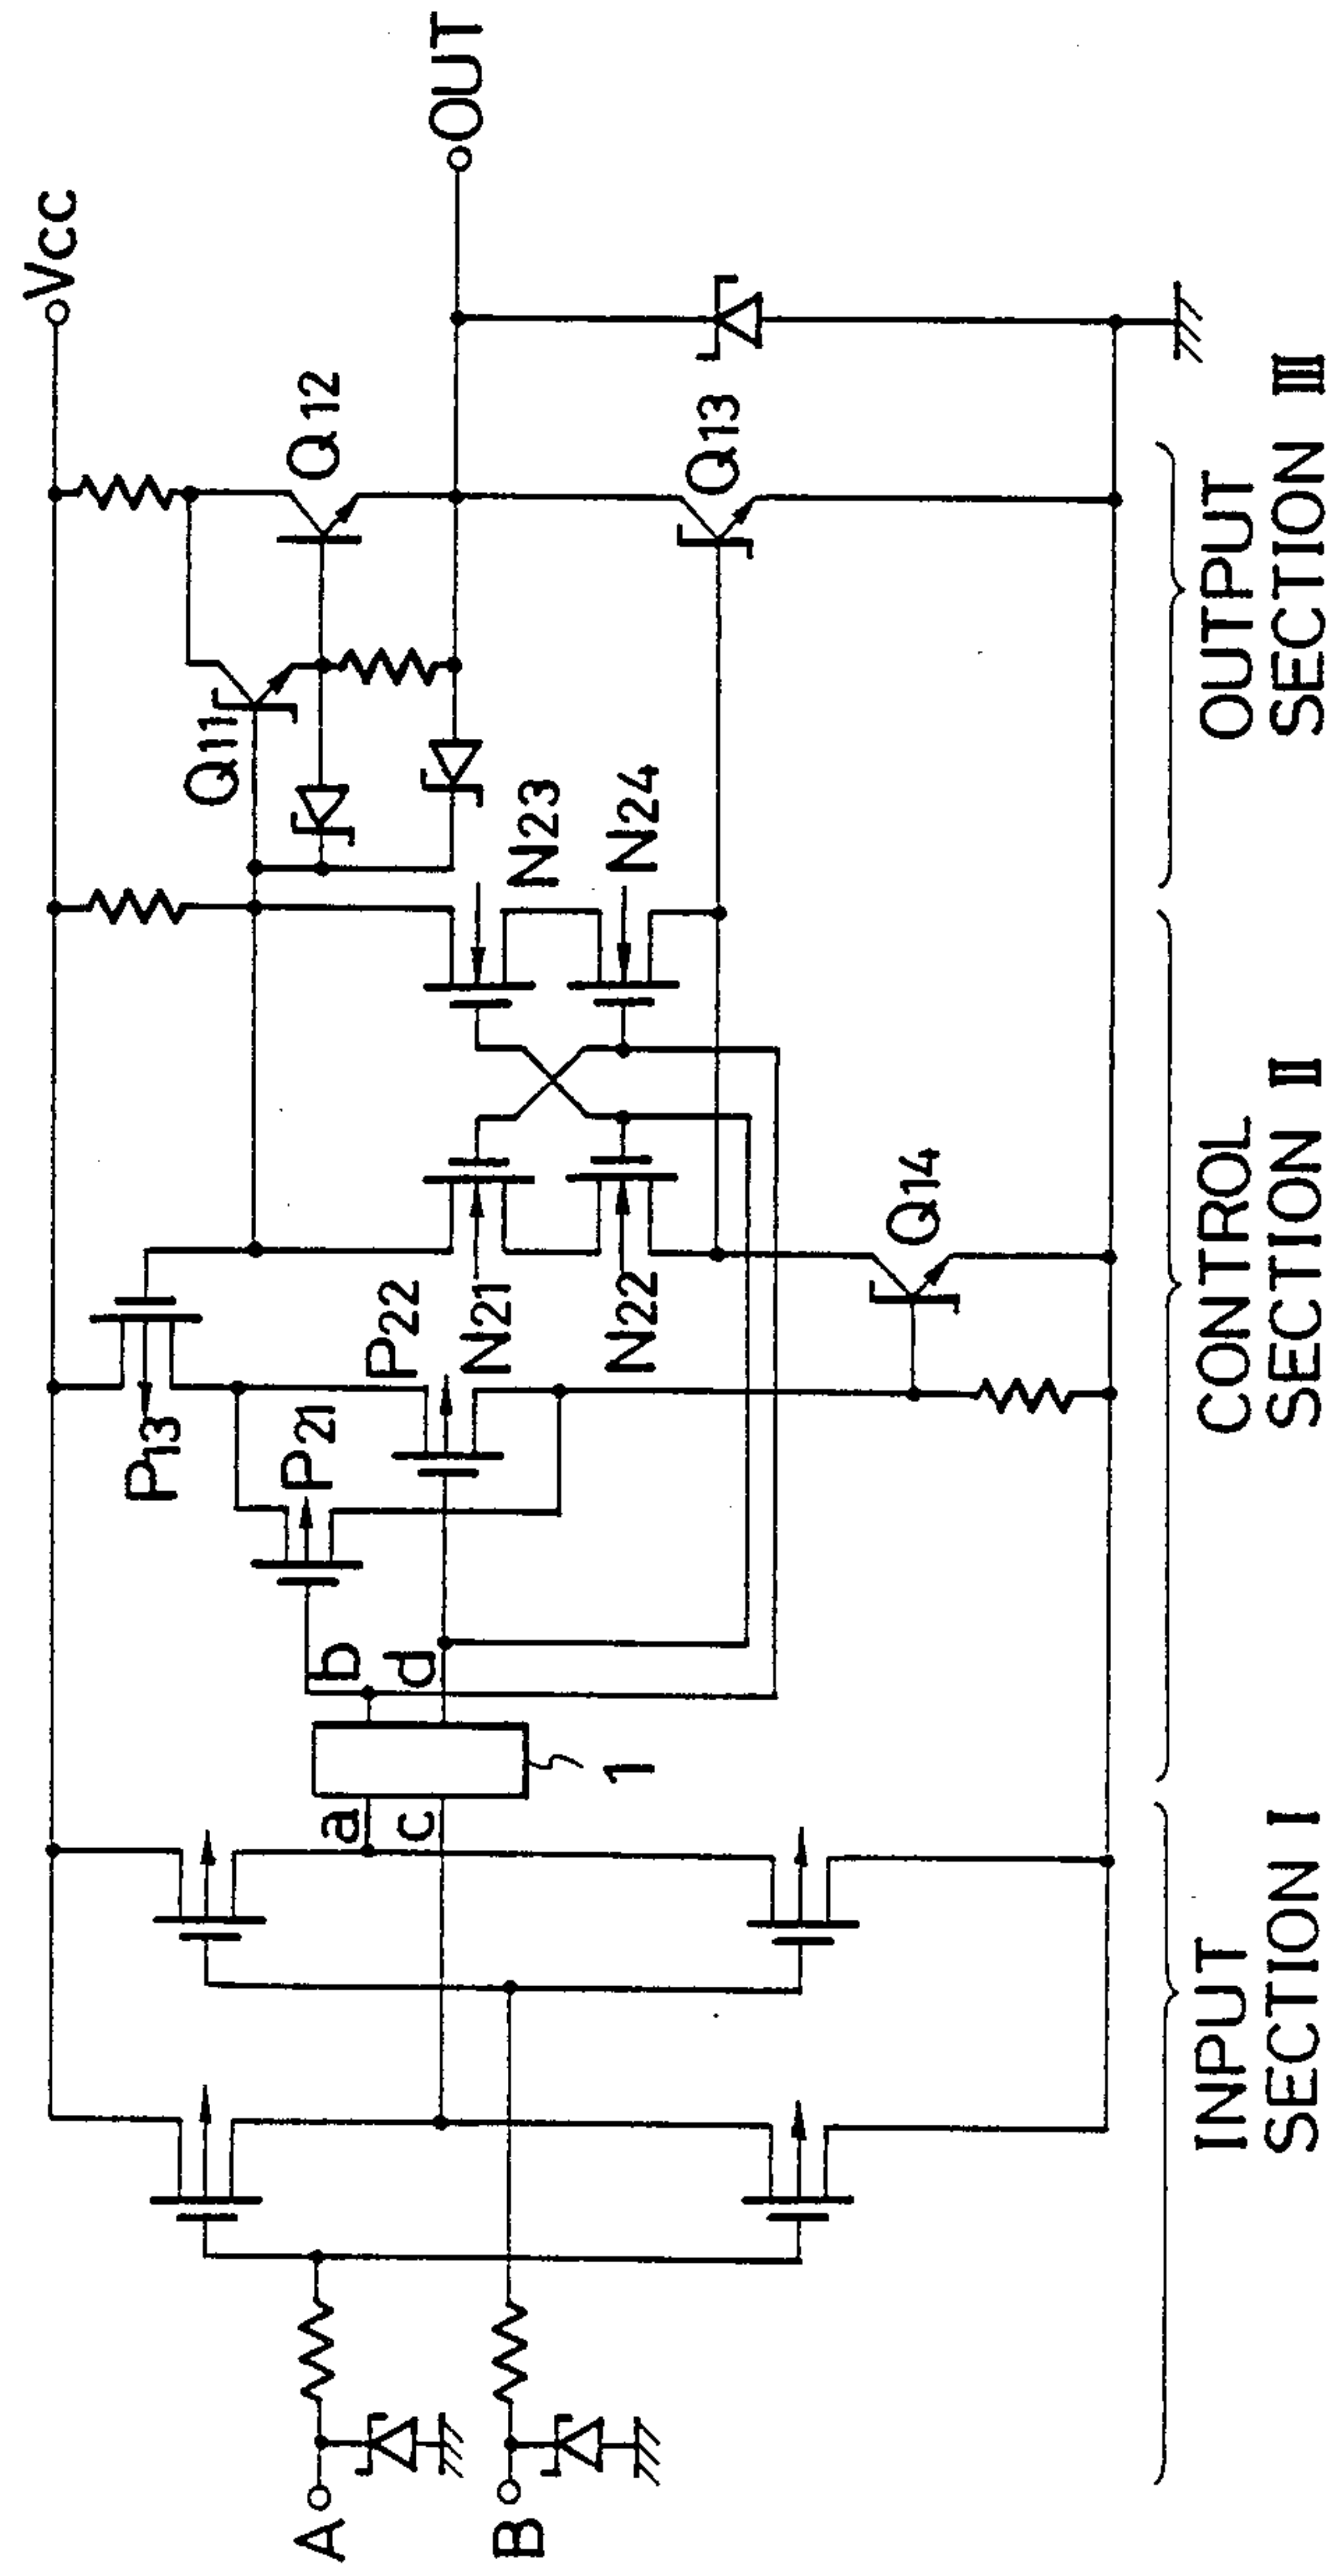 Vcc
OUT
Q12
Q11
Q13
N23
N24
P13
P21
P22
N21
N22
Q14
a
b
c
d
1
A
B
INPUT
SECTION I
CONTROL
SECTION II
OUTPUT
SECTION III